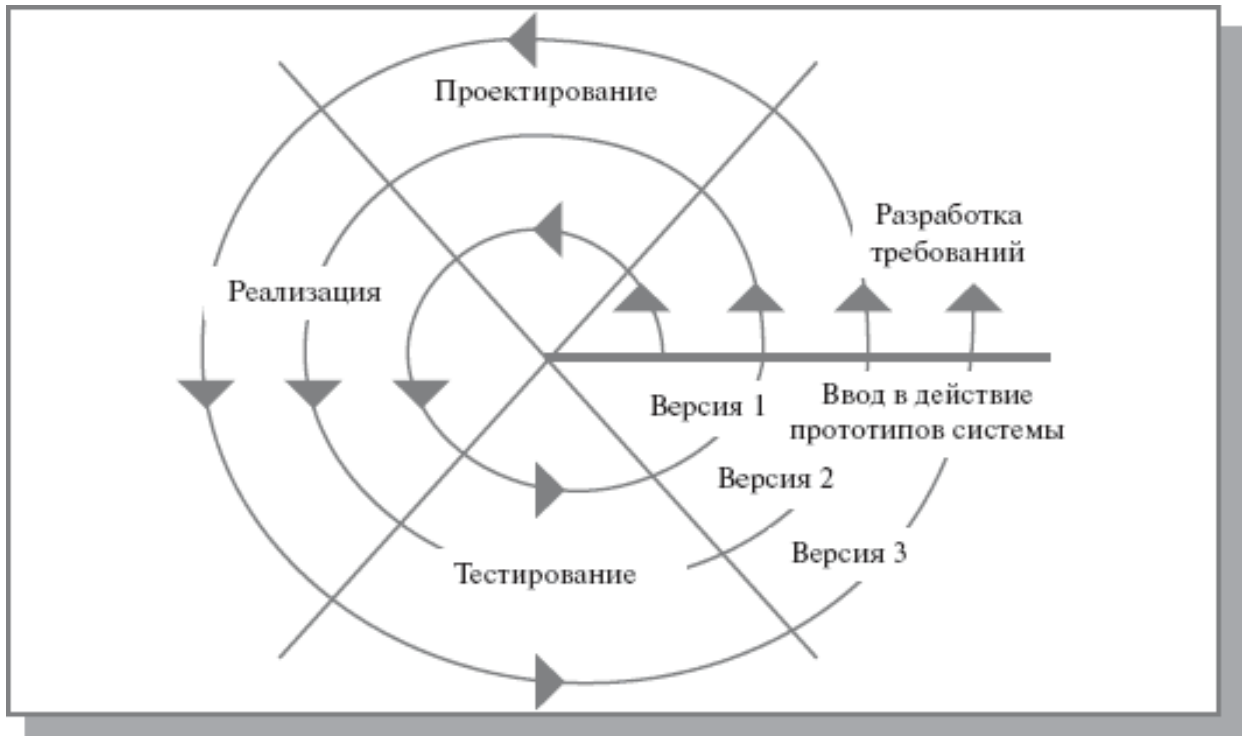 Проектирование
Разработка
требований
Реализация
Версия 1
Ввод в действие
прототипов системы
Версия 2
Версия 3
Тестирование